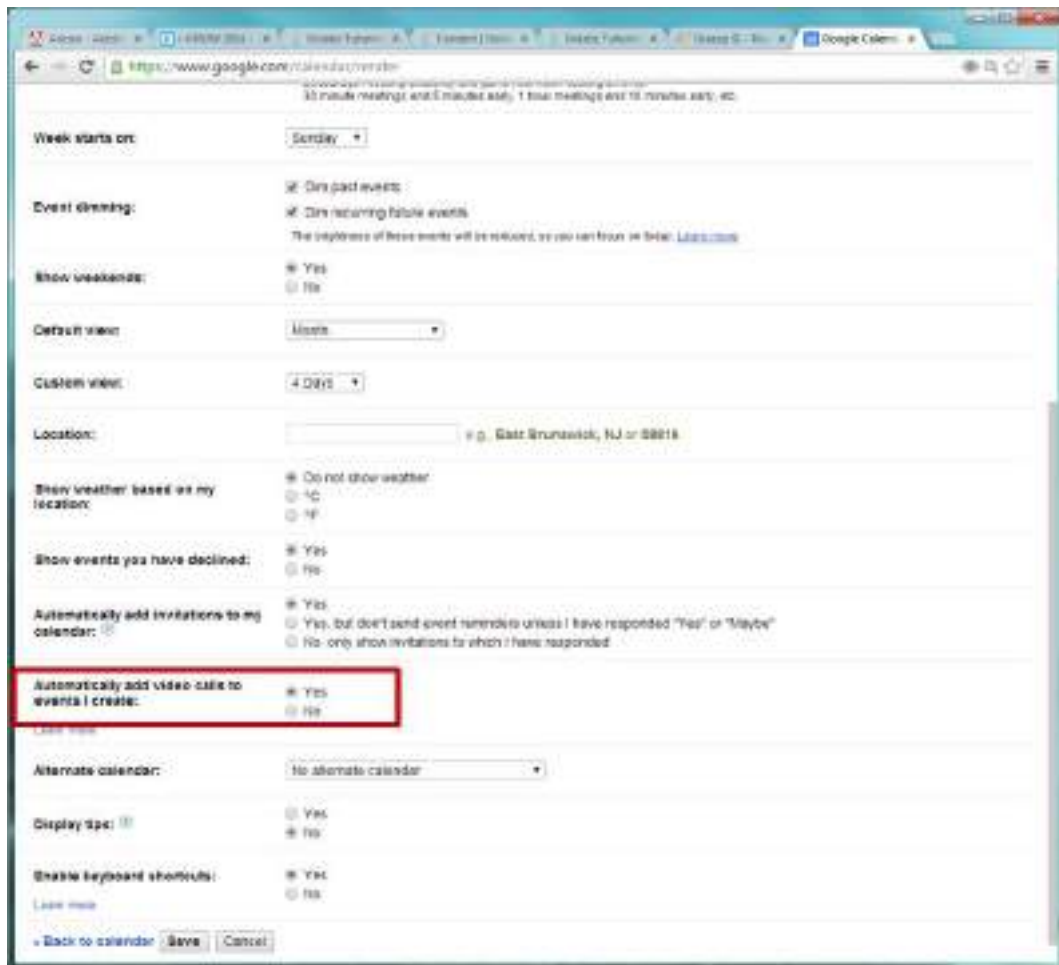 Google Calen
https://www.google.com/calendar/render
30 minute meetings end 5 minutes early, 1 hour meetings end 10 minutes early, etc.
Week starts on:
Sunday
Event dimming:
Dim past events
Dim recurring future events
The brightness of these events will be reduced, so you can focus on today. Learn more
Show weekends:
Yes
No
Default view:
Month
Custom view:
4 Days
Location:
e.g., East Brunswick, NJ or 08816
Show weather based on my
location:
Do not show weather
°C
°F
Show events you have declined:
Yes
No
Automatically add invitations to my
calendar:
Yes
Yes, but don't send event reminders unless I have responded "Yes" or "Maybe"
No, only show invitations to which I have responded
Automatically add video calls to
events I create:
Yes
No
Learn more
Alternate calendar:
No alternate calendar
Display tips:
Yes
No
Enable keyboard shortcuts:
Yes
No
Learn more
« Back to calendar Save Cancel